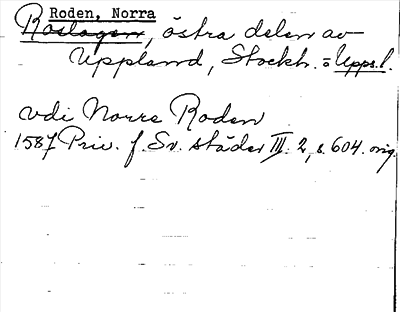 Roden, Norra
Roslagen, östra delen av
Uppland, Stockh. o Upps. l.
vdi Norre Roden
1587 Priv. f. Sv. städer III: 2, s. 604. orig.